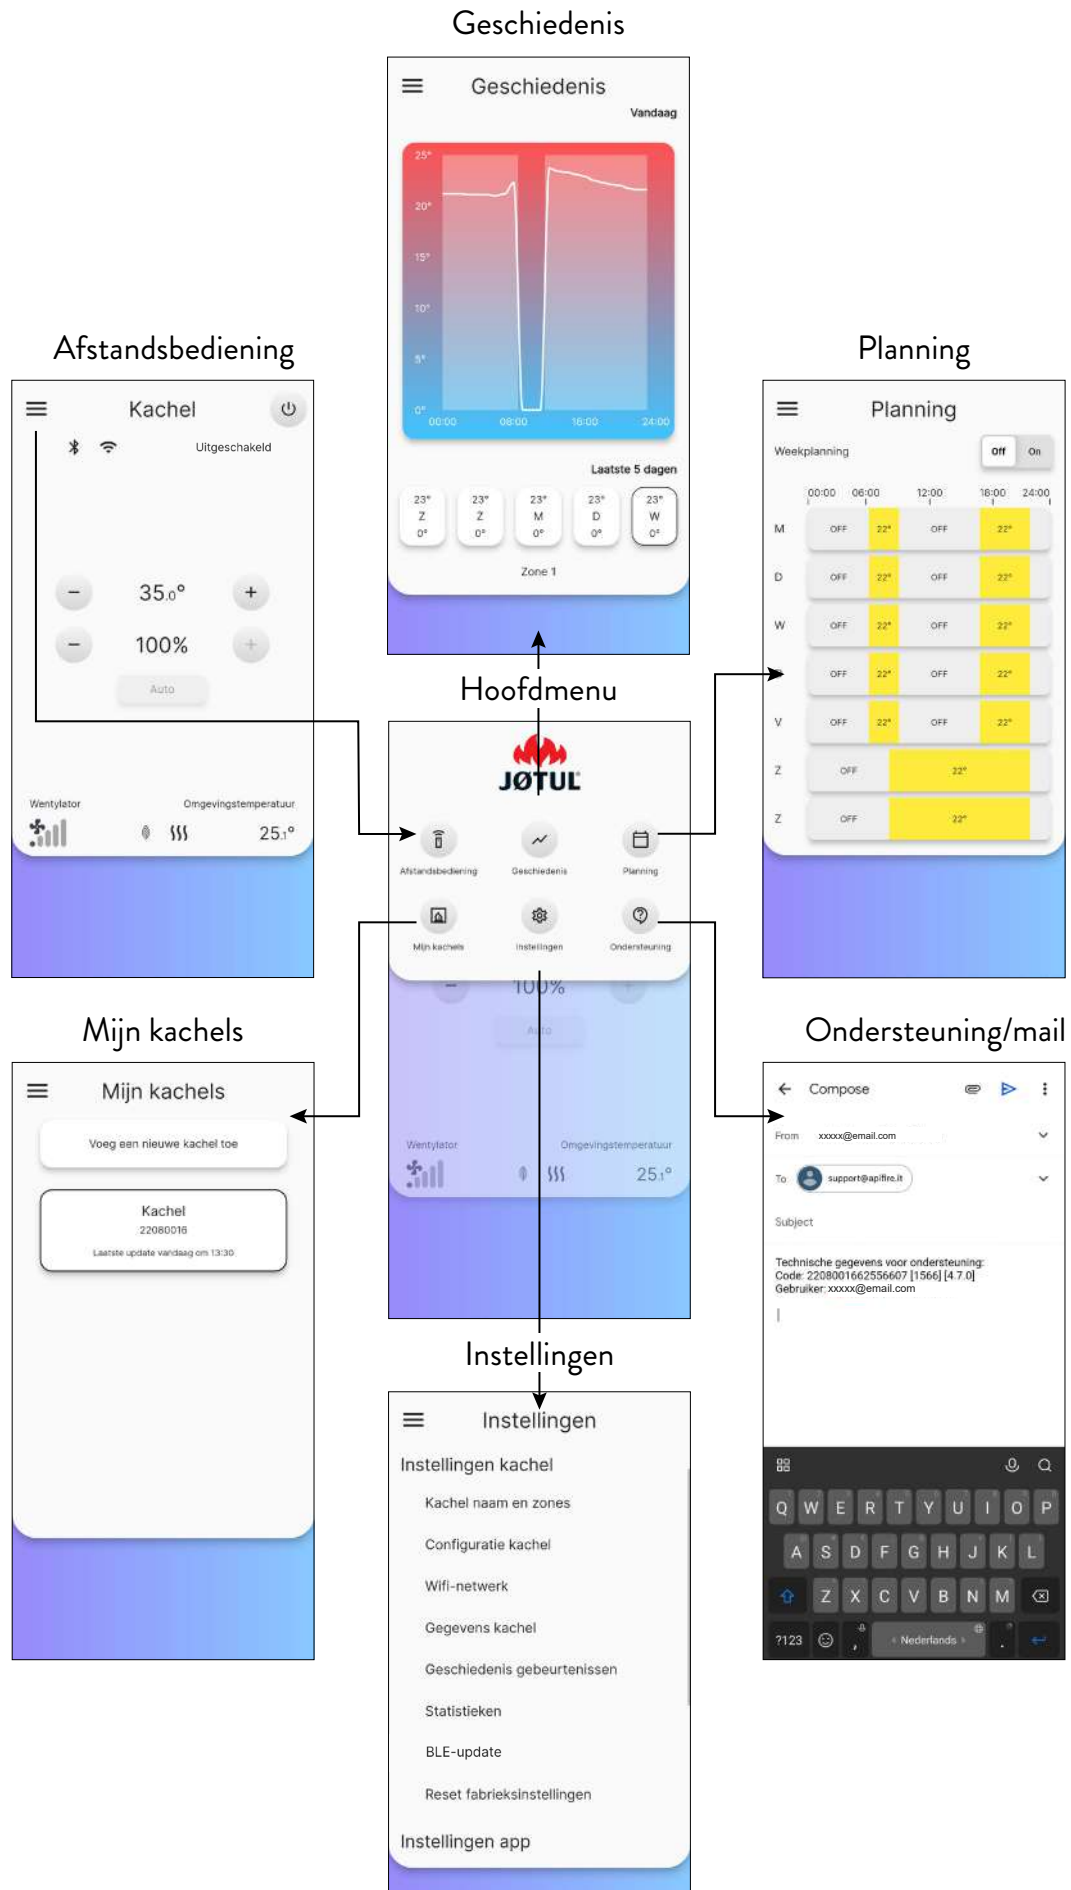 Geschiedenis
Geschiedenis
Vandaag
25°
20°
15°
10°
5°
0°
00:00 08:00 16:00 24:00
Laatste 5 dagen
23° 23° 23° 23° 23°
Z Z M D W
0° 0° 0° 0° 0°
Zone 1
Afstandsbediening
Kachel
Uitgeschakeld
35.0°
100%
Auto
Wentylator Omgevingstemperatuur
25.1°
Planning
Planning
Weekplanning Off On
00:00 06:00 12:00 18:00 24:00
M OFF 22° OFF 22°
D OFF 22° OFF 22°
W OFF 22° OFF 22°
OFF 22° OFF 22°
V OFF 22° OFF 22°
Z OFF 22°
Z OFF 22°
Hoofdmenu
JØTUL
Afstandsbediening Geschiedenis Planning
Mijn kachels Instellingen Ondersteuning
100%
Auto
Wentylator Omgevingstemperatuur
25.1°
Mijn kachels
Mijn kachels
Voeg een nieuwe kachel toe
Kachel
22080016
Laatste update vandaag om 13:30
Ondersteuning/mail
Compose
From xxxxx@email.com
To support@apifire.it
Subject
Technische gegevens voor ondersteuning:
Code: 2208001662556607 [1566] [4.7.0]
Gebruiker: xxxxx@email.com
Q W E R T Y U I O P
A S D F G H J K L
Z X C V B N M
?123 , Nederlands .
Instellingen
Instellingen
Instellingen kachel
Kachel naam en zones
Configuratie kachel
Wifi-netwerk
Gegevens kachel
Geschiedenis gebeurtenissen
Statistieken
BLE-update
Reset fabrieksinstellingen
Instellingen app